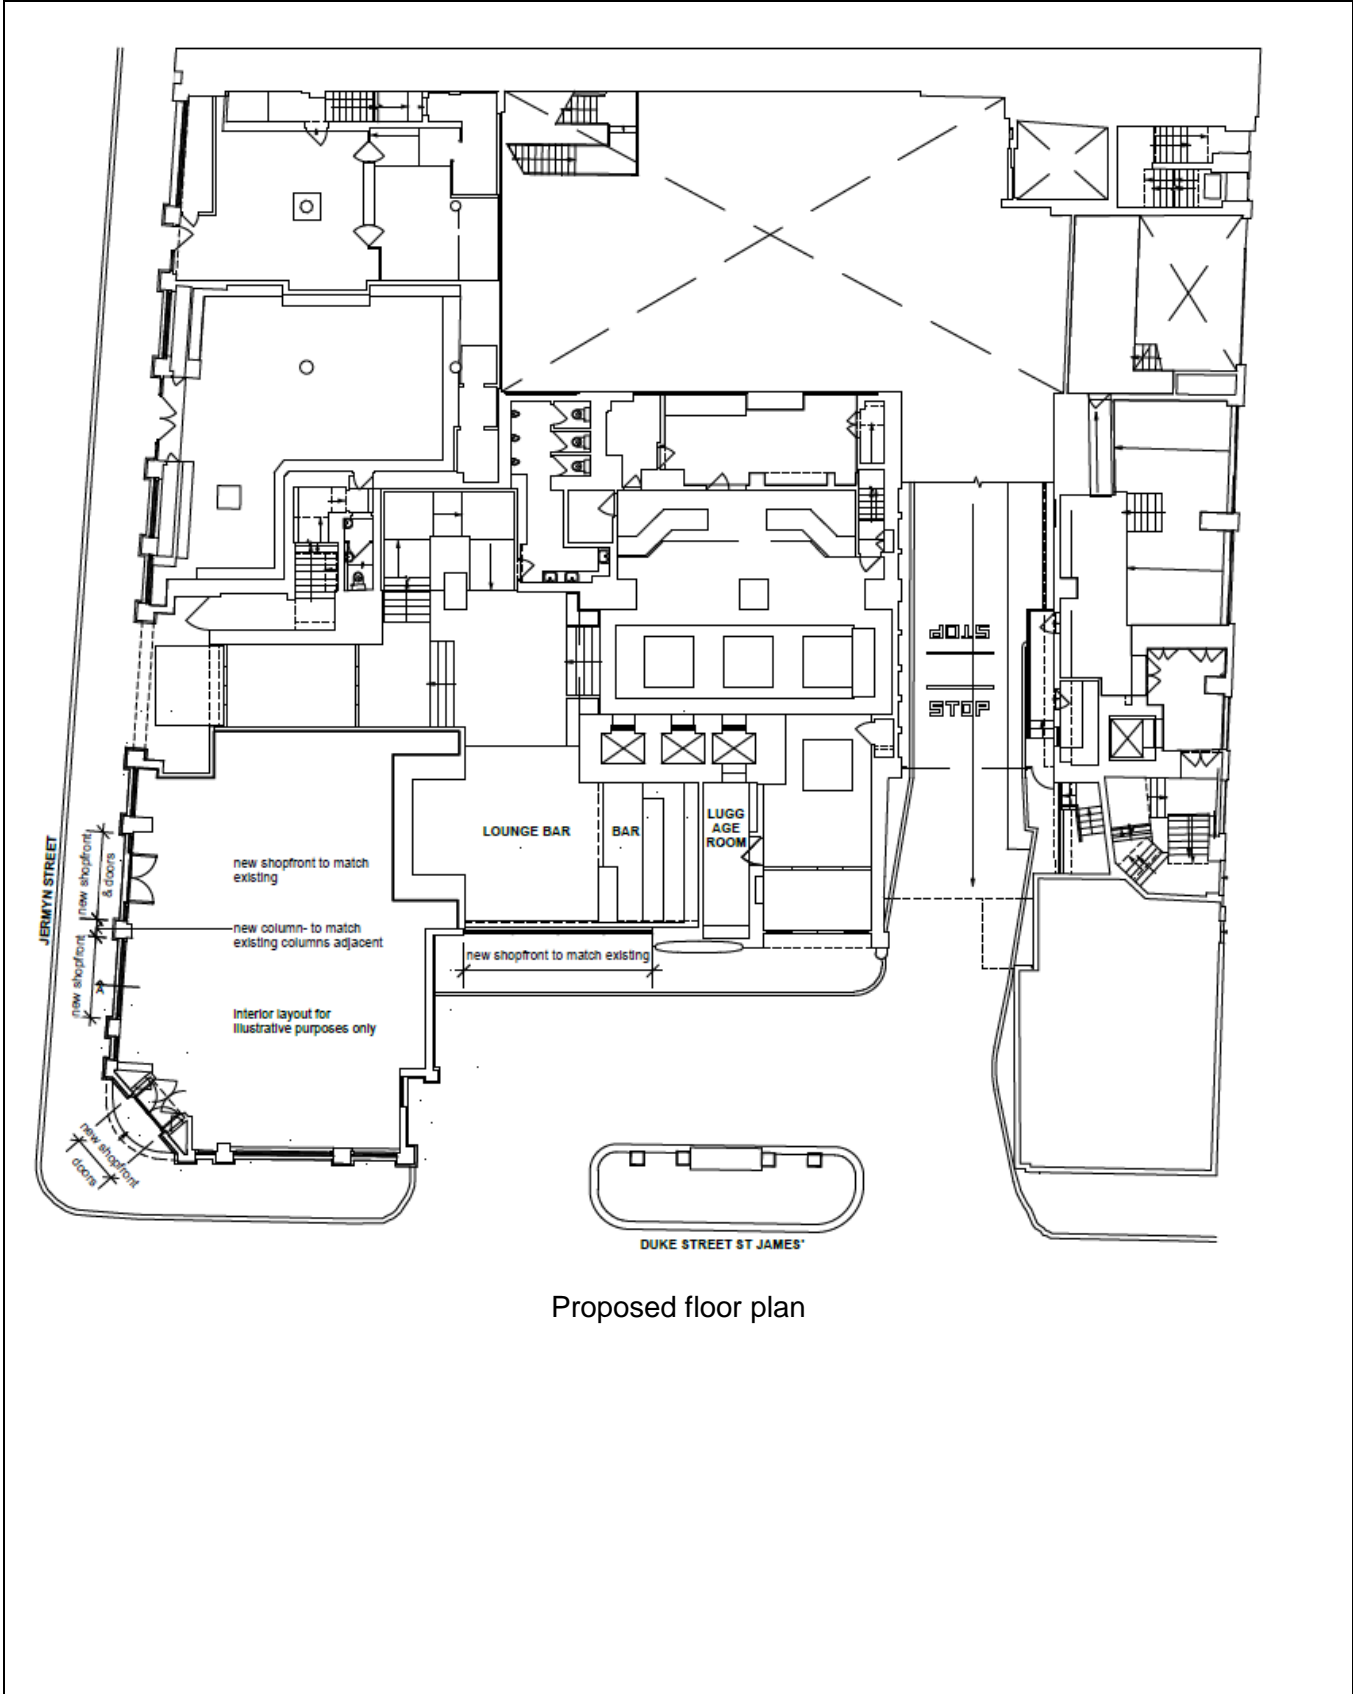 STOP
STOP
LOUNGE BAR
BAR
LUGG
AGE
ROOM
JERMYN STREET
new shopfront
& doors
new shopfront to match
existing
new column- to match
existing columns adjacent
new shopfront
new shopfront to match existing
Interior layout for
illustrative purposes only
new shopfront
doors
DUKE STREET ST JAMES'
Proposed floor plan